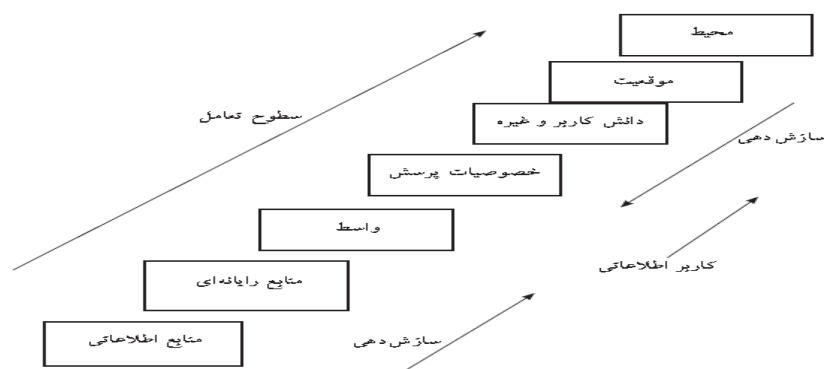 محیط
موقعیت
سطوح تعامل
دانش کاربر و غیره
سازش دهی
خصوصیات پرسش
واسط
کاربر اطلاعاتی
منابع رایانه‌ای
منابع اطلاعاتی
سازش دهی